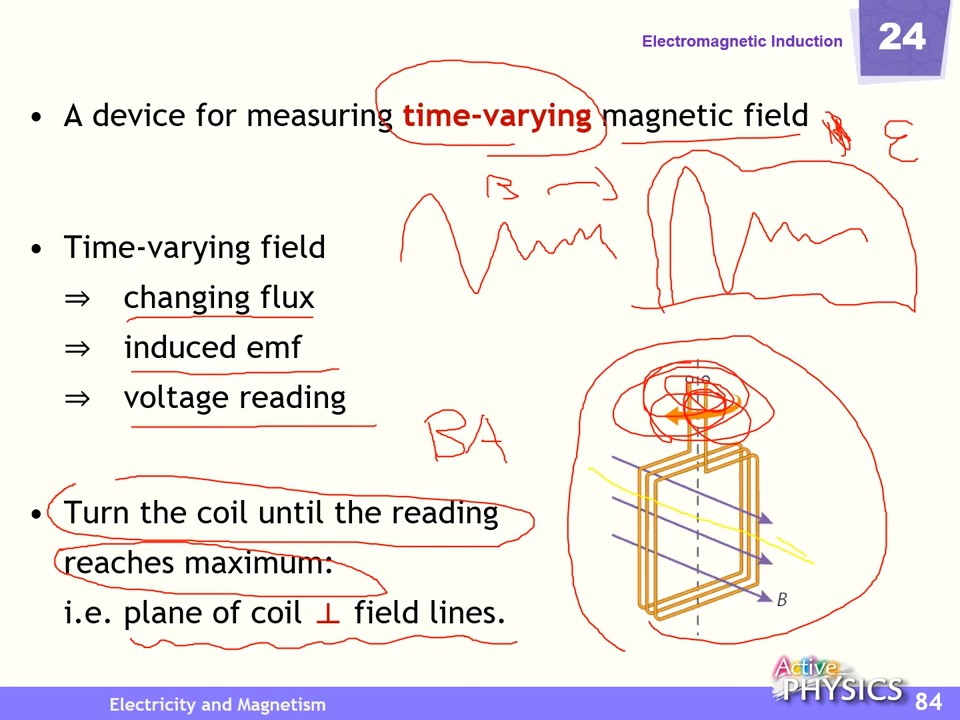 Electromagnetic Induction 24
• A device for measuring time-varying magnetic field
ε
B
• Time-varying field
⇒ changing flux
⇒ induced emf
⇒ voltage reading
BA
• Turn the coil until the reading
reaches maximum:
i.e. plane of coil ⊥ field lines.
B
Active
PHYSICS
Electricity and Magnetism 84